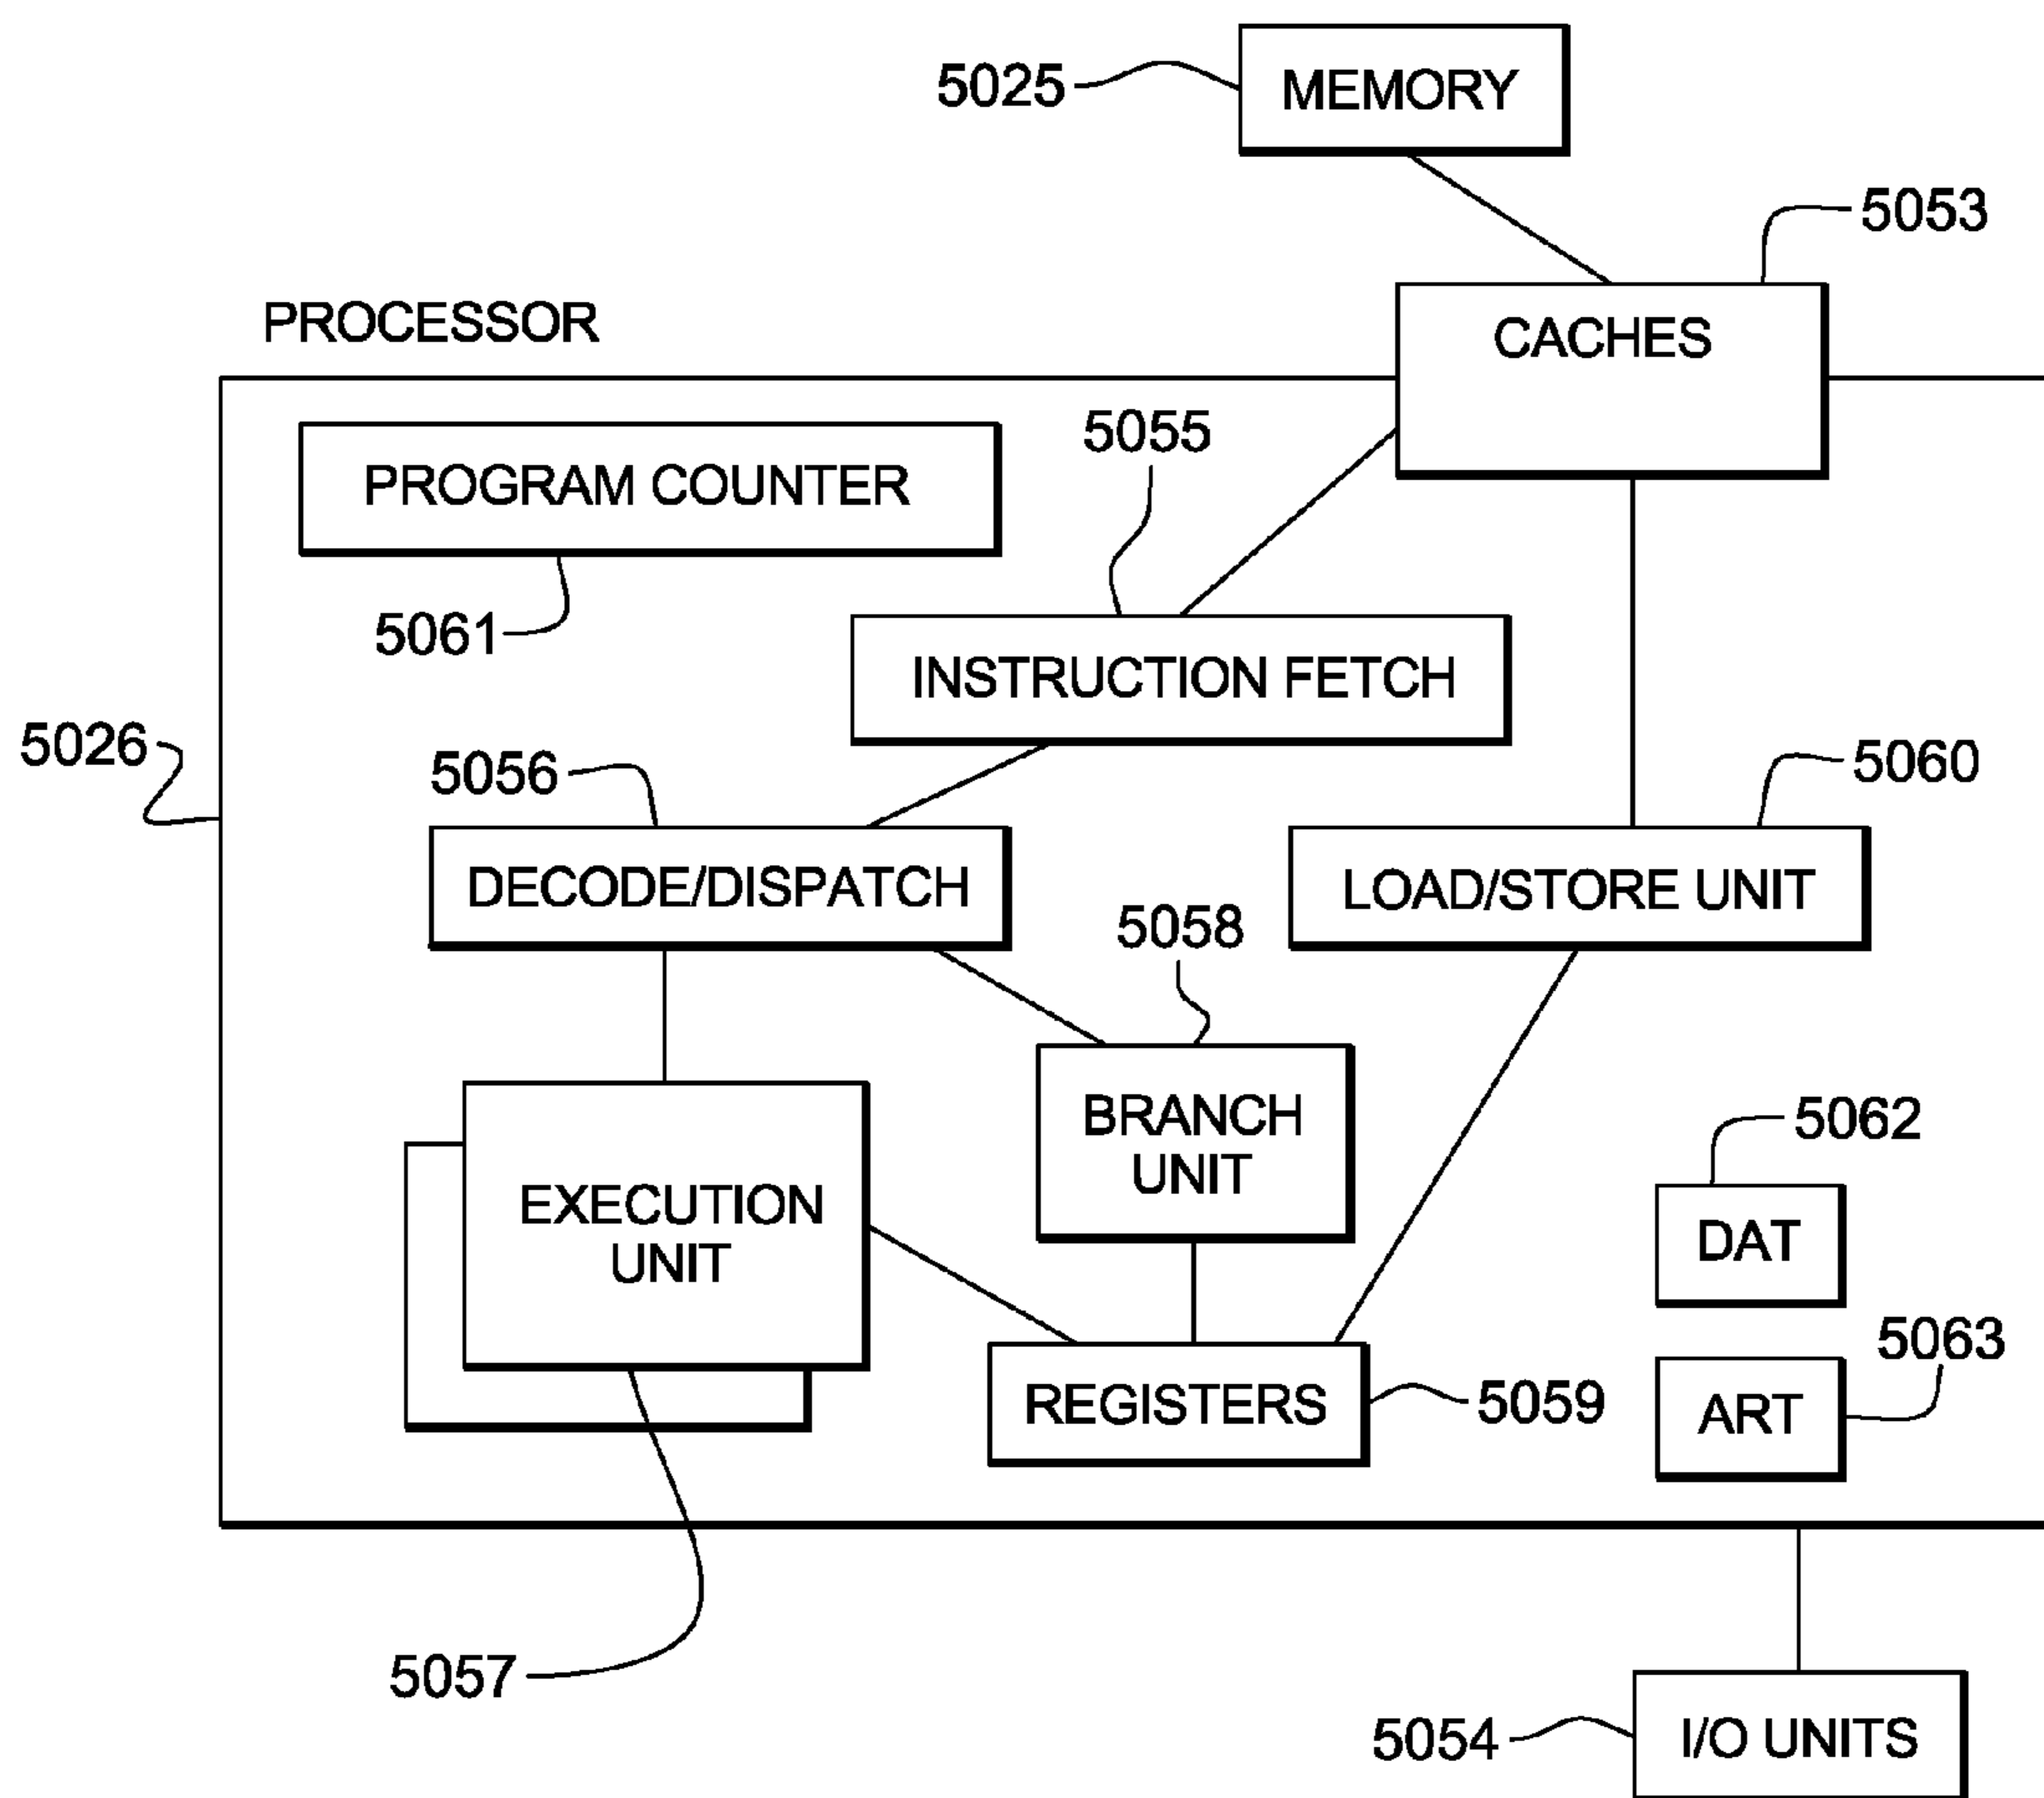 MEMORY
5025
5053
CACHES
PROCESSOR
5055
PROGRAM COUNTER
5061
INSTRUCTION FETCH
5026
5056
5060
DECODE/DISPATCH
LOAD/STORE UNIT
5058
BRANCH
UNIT
5062
EXECUTION
UNIT
DAT
5063
REGISTERS
5059
ART
5057
5054
I/O UNITS